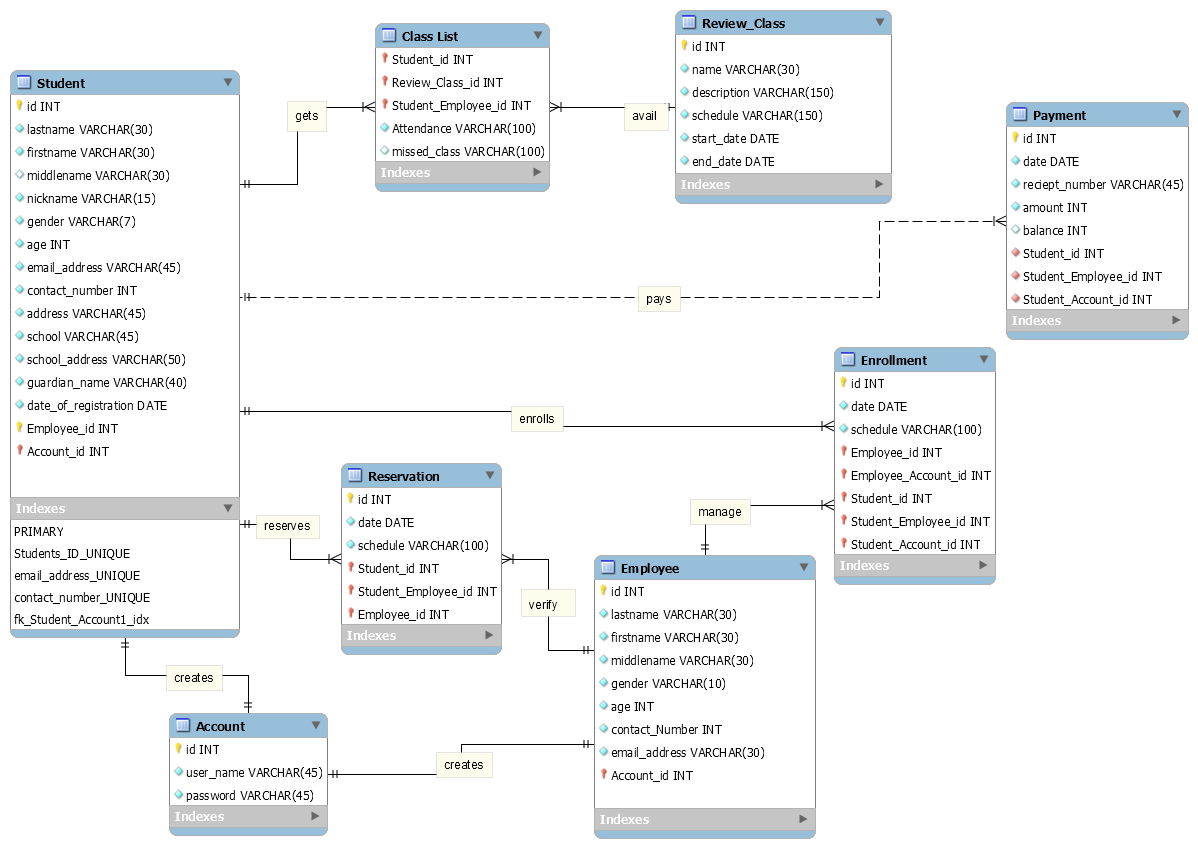 Student
id INT
lastname VARCHAR(30)
firstname VARCHAR(30)
middlename VARCHAR(30)
nickname VARCHAR(15)
gender VARCHAR(7)
age INT
email_address VARCHAR(45)
contact_number INT
address VARCHAR(45)
school VARCHAR(45)
school_address VARCHAR(50)
guardian_name VARCHAR(40)
date_of_registration DATE
Employee_id INT
Account_id INT
Indexes
PRIMARY
Students_ID_UNIQUE
email_address_UNIQUE
contact_number_UNIQUE
fk_Student_Account1_idx
gets
Class List
Student_id INT
Review_Class_id INT
Student_Employee_id INT
Attendance VARCHAR(100)
missed_class VARCHAR(100)
Indexes
avail
Review_Class
id INT
name VARCHAR(30)
description VARCHAR(150)
schedule VARCHAR(150)
start_date DATE
end_date DATE
Indexes
pays
Payment
id INT
date DATE
reciept_number VARCHAR(45)
amount INT
balance INT
Student_id INT
Student_Employee_id INT
Student_Account_id INT
Indexes
enrolls
Enrollment
id INT
date DATE
schedule VARCHAR(100)
Employee_id INT
Employee_Account_id INT
Student_id INT
Student_Employee_id INT
Student_Account_id INT
Indexes
reserves
Reservation
id INT
date DATE
schedule VARCHAR(100)
Student_id INT
Student_Employee_id INT
Employee_id INT
Indexes
verify
manage
Employee
id INT
lastname VARCHAR(30)
firstname VARCHAR(30)
middlename VARCHAR(30)
gender VARCHAR(10)
age INT
contact_Number INT
email_address VARCHAR(30)
Account_id INT
Indexes
creates
Account
id INT
user_name VARCHAR(45)
password VARCHAR(45)
Indexes
creates